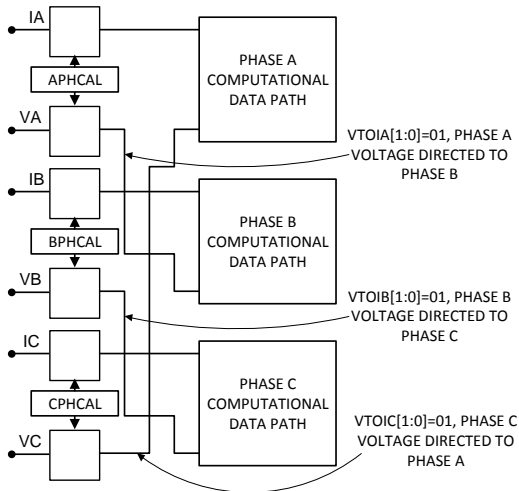 IA
PHASE A
COMPUTATIONAL
DATA PATH
APHCAL
VA
VTOIA[1:0]=01, PHASE A
VOLTAGE DIRECTED TO
PHASE B
IB
PHASE B
COMPUTATIONAL
DATA PATH
BPHCAL
VB
VTOIB[1:0]=01, PHASE B
VOLTAGE DIRECTED TO
PHASE C
IC
PHASE C
COMPUTATIONAL
DATA PATH
CPHCAL
VC
VTOIC[1:0]=01, PHASE C
VOLTAGE DIRECTED TO
PHASE A